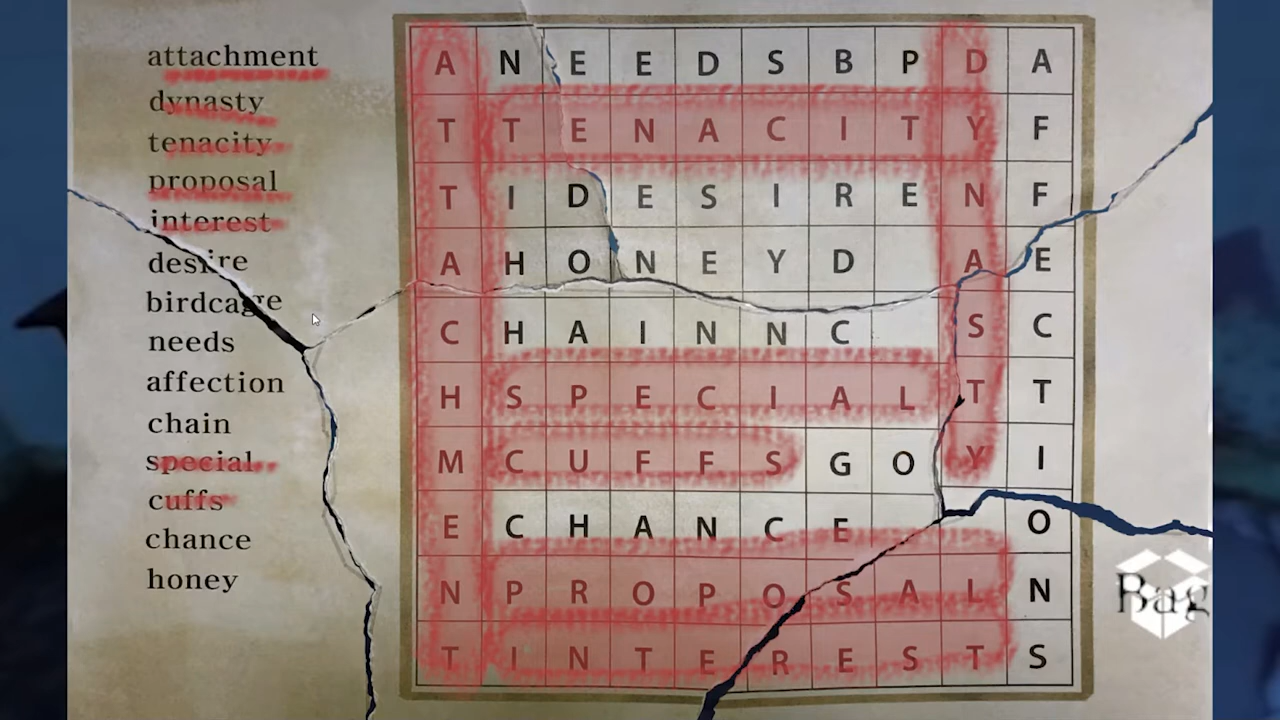 attachment
dynasty
tenacity
proposal
interest
desire
birdcage
needs
affection
chain
special
cuffs
chance
honey
A N E E D S B P D A
T T E N A C I T Y F
T I D E S I R E N F
A H O N E Y D A E
C H A I N N C S C
H S P E C I A L T T
M C U F F S G O Y I
E C H A N C E O
N P R O P O S A L N
T I N T E R E S T S
Bag